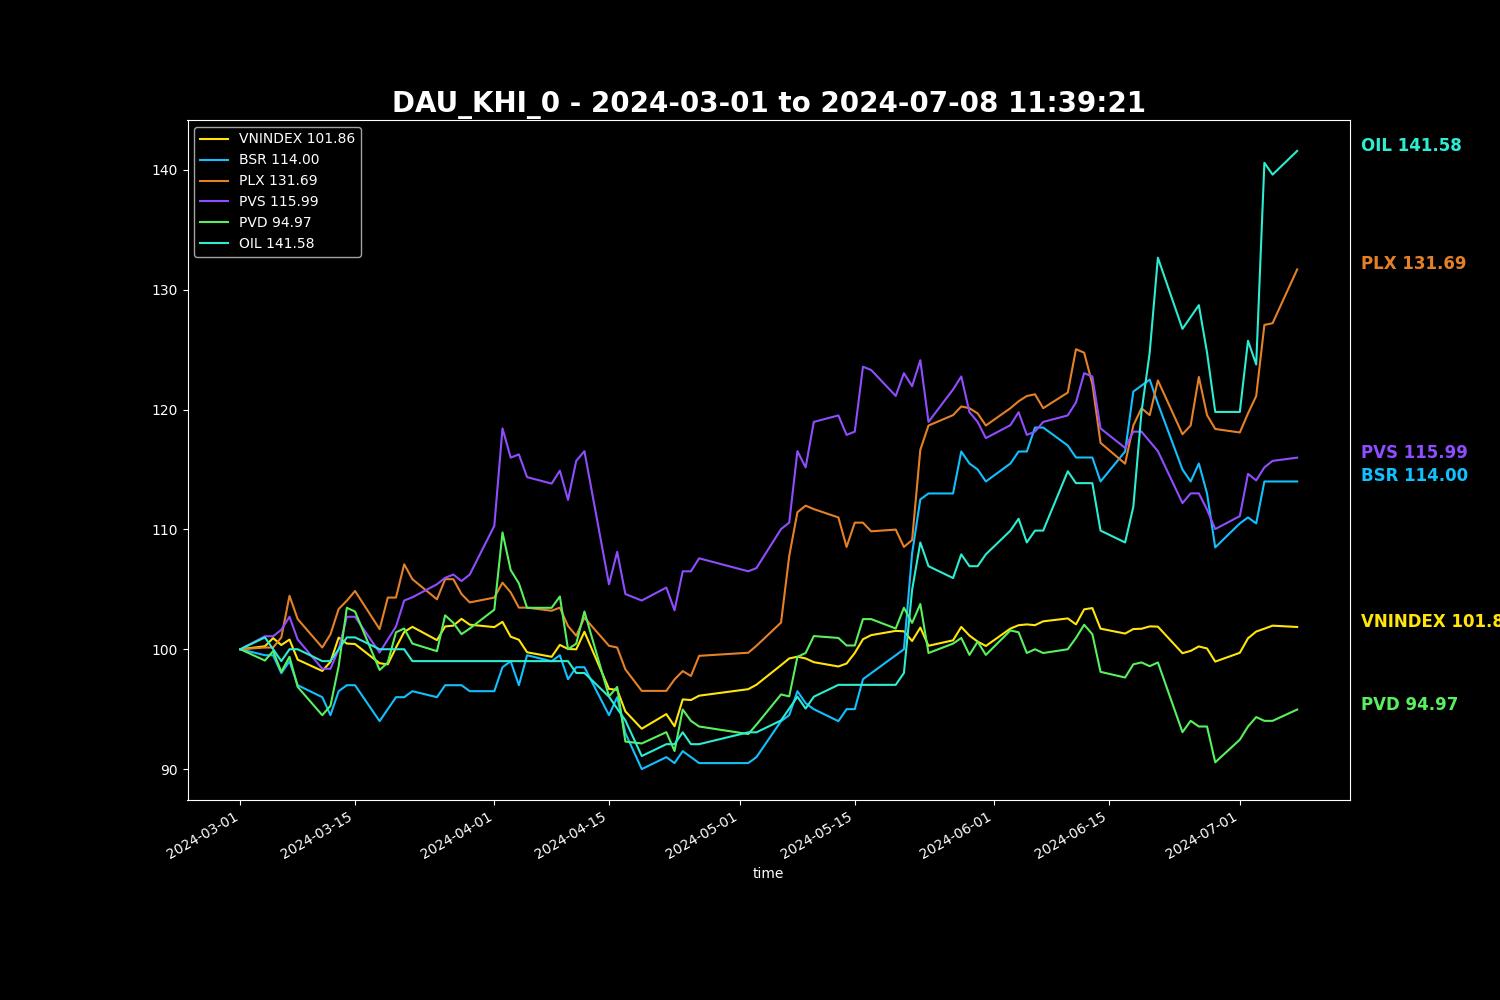 DAU_KHI_0 - 2024-03-01 to 2024-07-08 11:39:21
VNINDEX 101.86
BSR 114.00
PLX 131.69
PVS 115.99
PVD 94.97
OIL 141.58
140
130
120
110
100
90
OIL 141.58
PLX 131.69
PVS 115.99
BSR 114.00
VNINDEX 101.8
PVD 94.97
2024-03-01
2024-03-15
2024-04-01
2024-04-15
2024-05-01
2024-05-15
2024-06-01
2024-06-15
2024-07-01
time